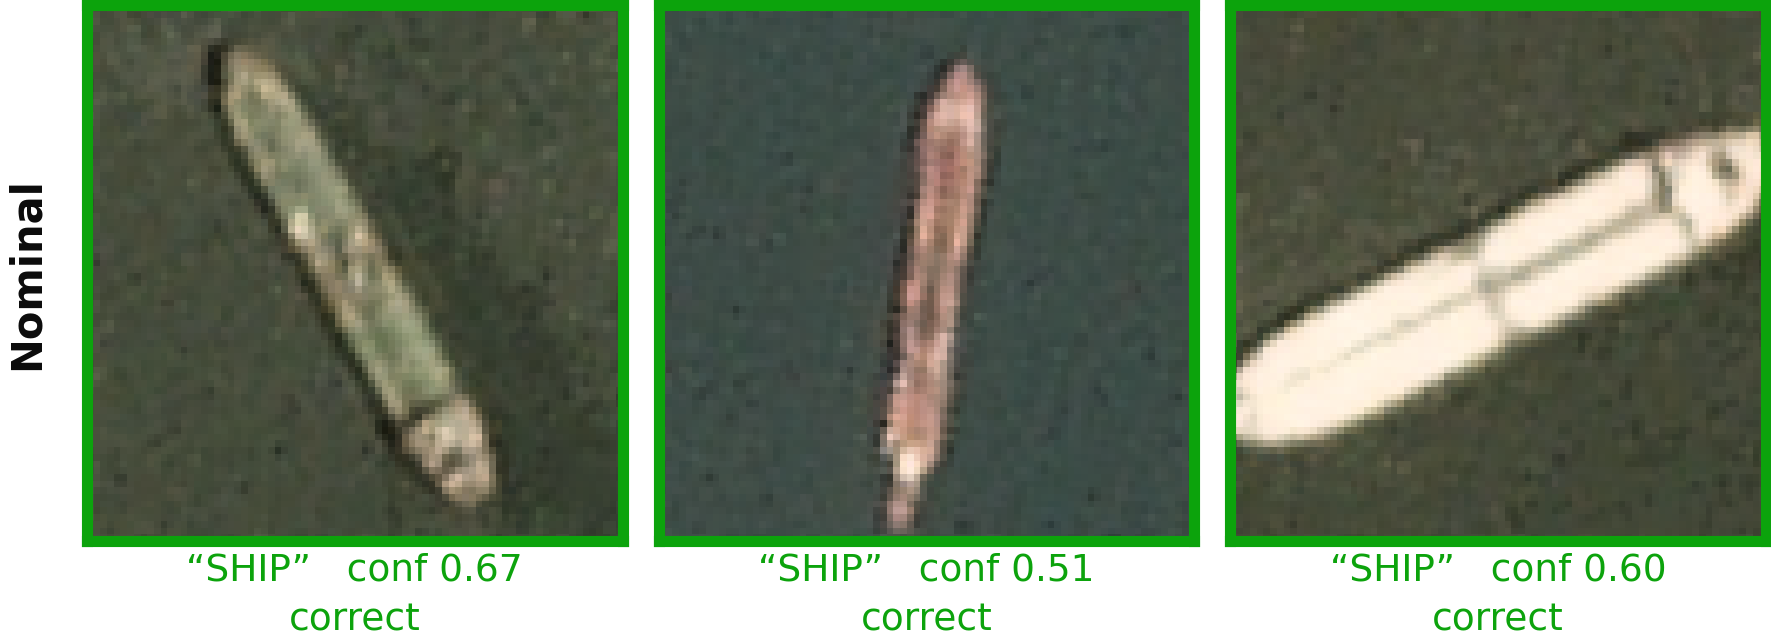 Nominal
“SHIP” conf 0.67
correct
“SHIP” conf 0.51
correct
“SHIP” conf 0.60
correct